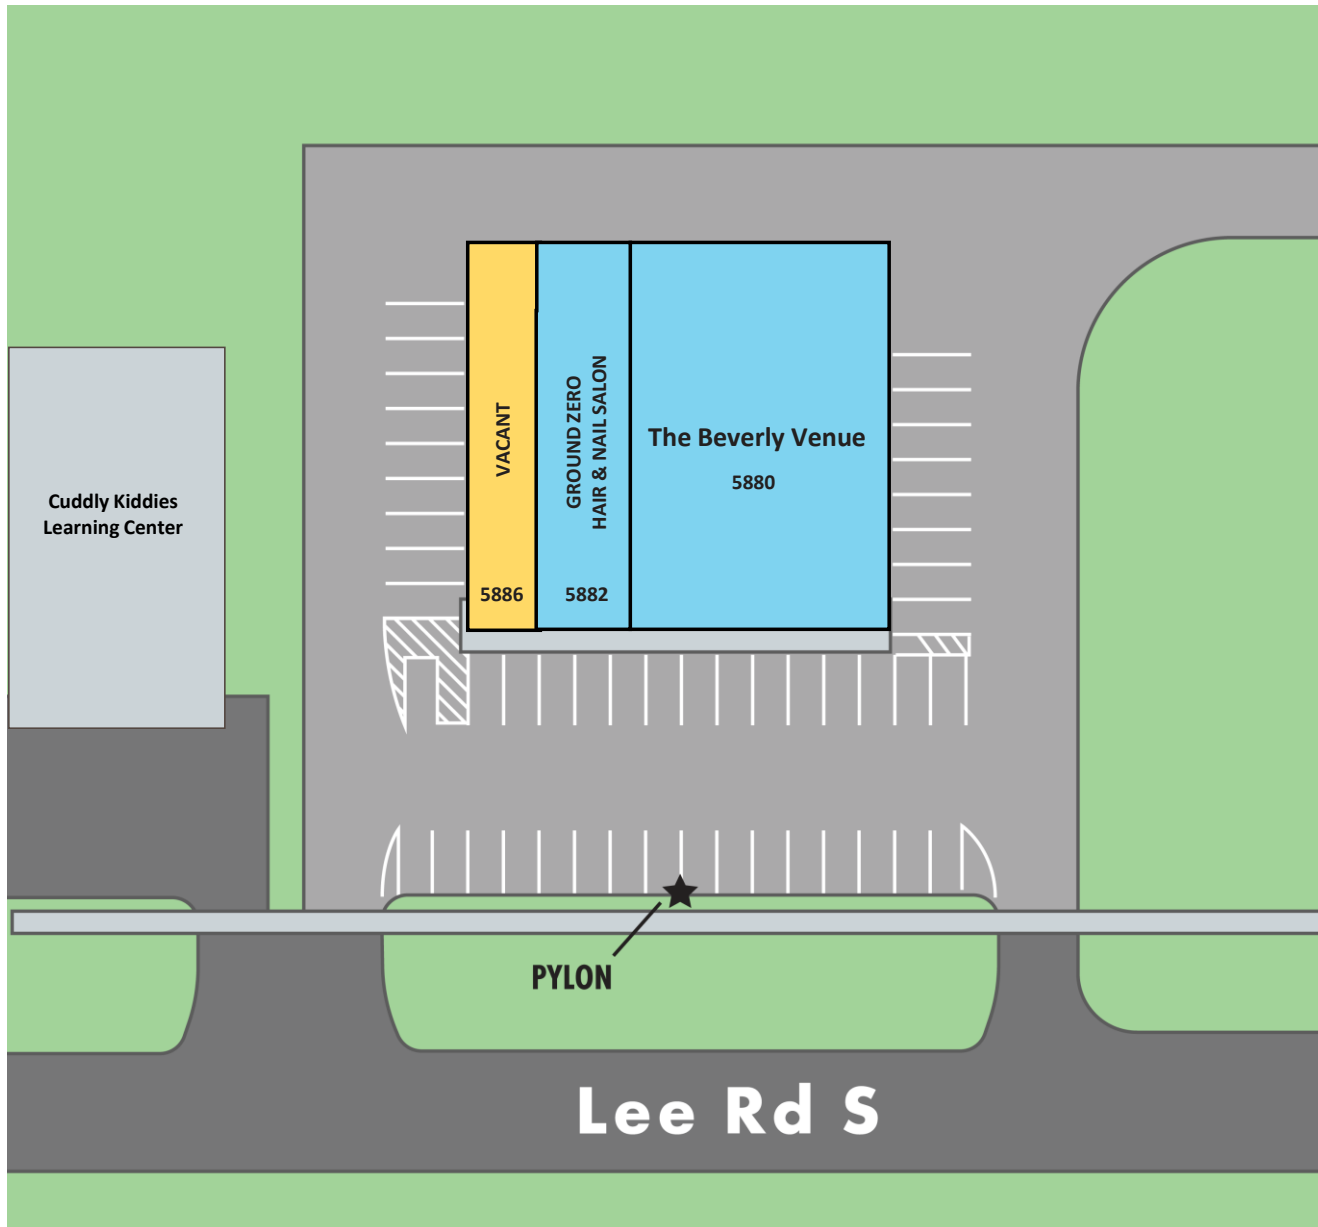 VACANT
GROUND ZERO
HAIR & NAIL SALON
The Beverly Venue
5880
Cuddly Kiddies
Learning Center
5886
5882
PYLON
Lee Rd S